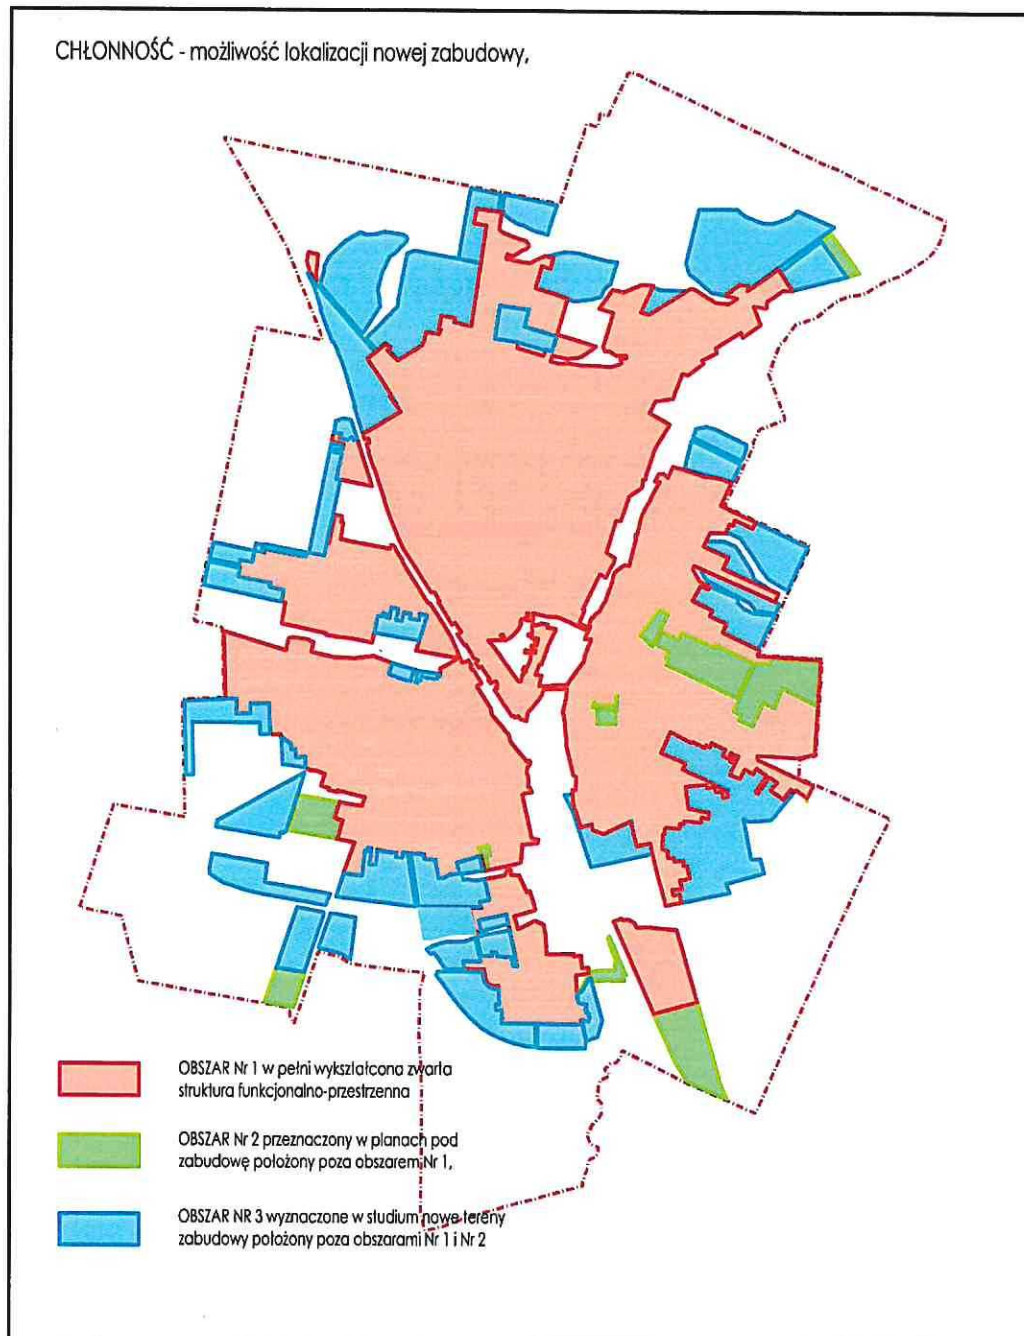 CHŁONNOŚĆ - możliwość lokalizacji nowej zabudowy,
OBSZAR Nr 1 w pełni wykształcona zwarta
struktura funkcjonalno-przestrzenna
OBSZAR Nr 2 przeznaczony w planach pod
zabudowę położony poza obszarem Nr 1,
OBSZAR NR 3 wyznaczone w studium nowe tereny
zabudowy położony poza obszarami Nr 1 i Nr 2